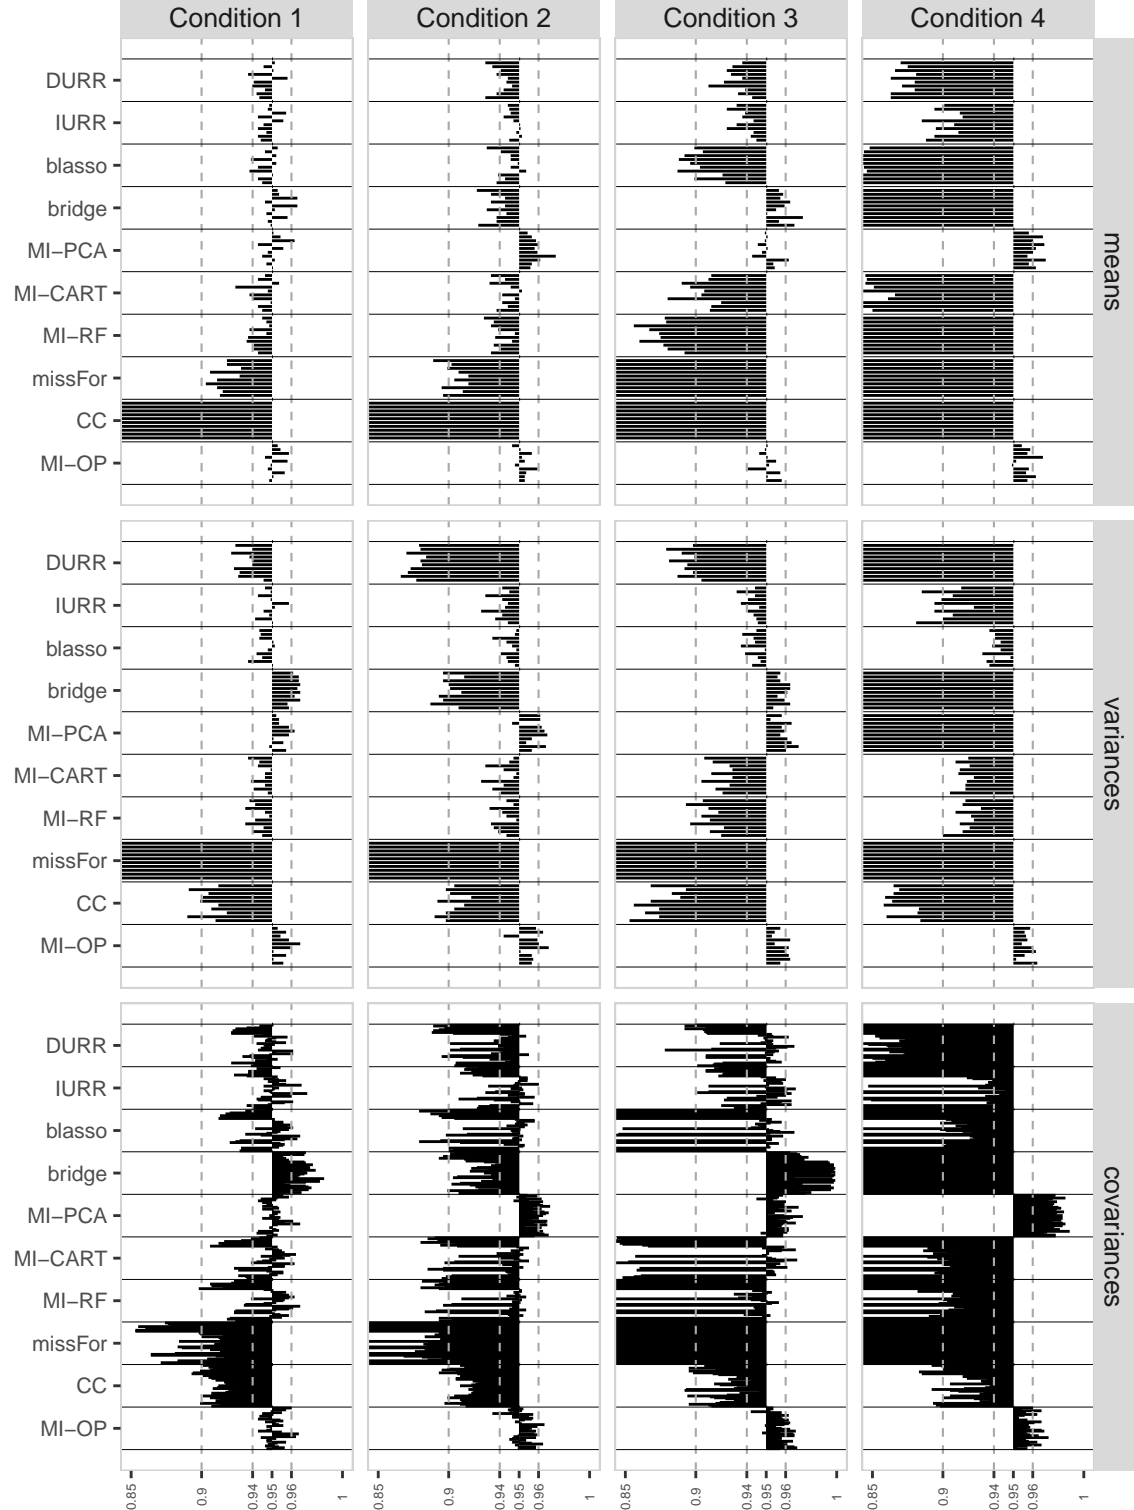 Condition 1 Condition 2 Condition 3 Condition 4
DURR
IURR
blasso
bridge
MI−PCA
MI−CART
MI−RF
missFor
CC
MI−OP
means
DURR
IURR
blasso
bridge
MI−PCA
MI−CART
MI−RF
missFor
CC
MI−OP
variances
DURR
IURR
blasso
bridge
MI−PCA
MI−CART
MI−RF
missFor
CC
MI−OP
covariances
0.85 0.9 0.94 0.95 0.96 1 0.85 0.9 0.94 0.95 0.96 1 0.85 0.9 0.94 0.95 0.96 1 0.85 0.9 0.94 0.95 0.96 1